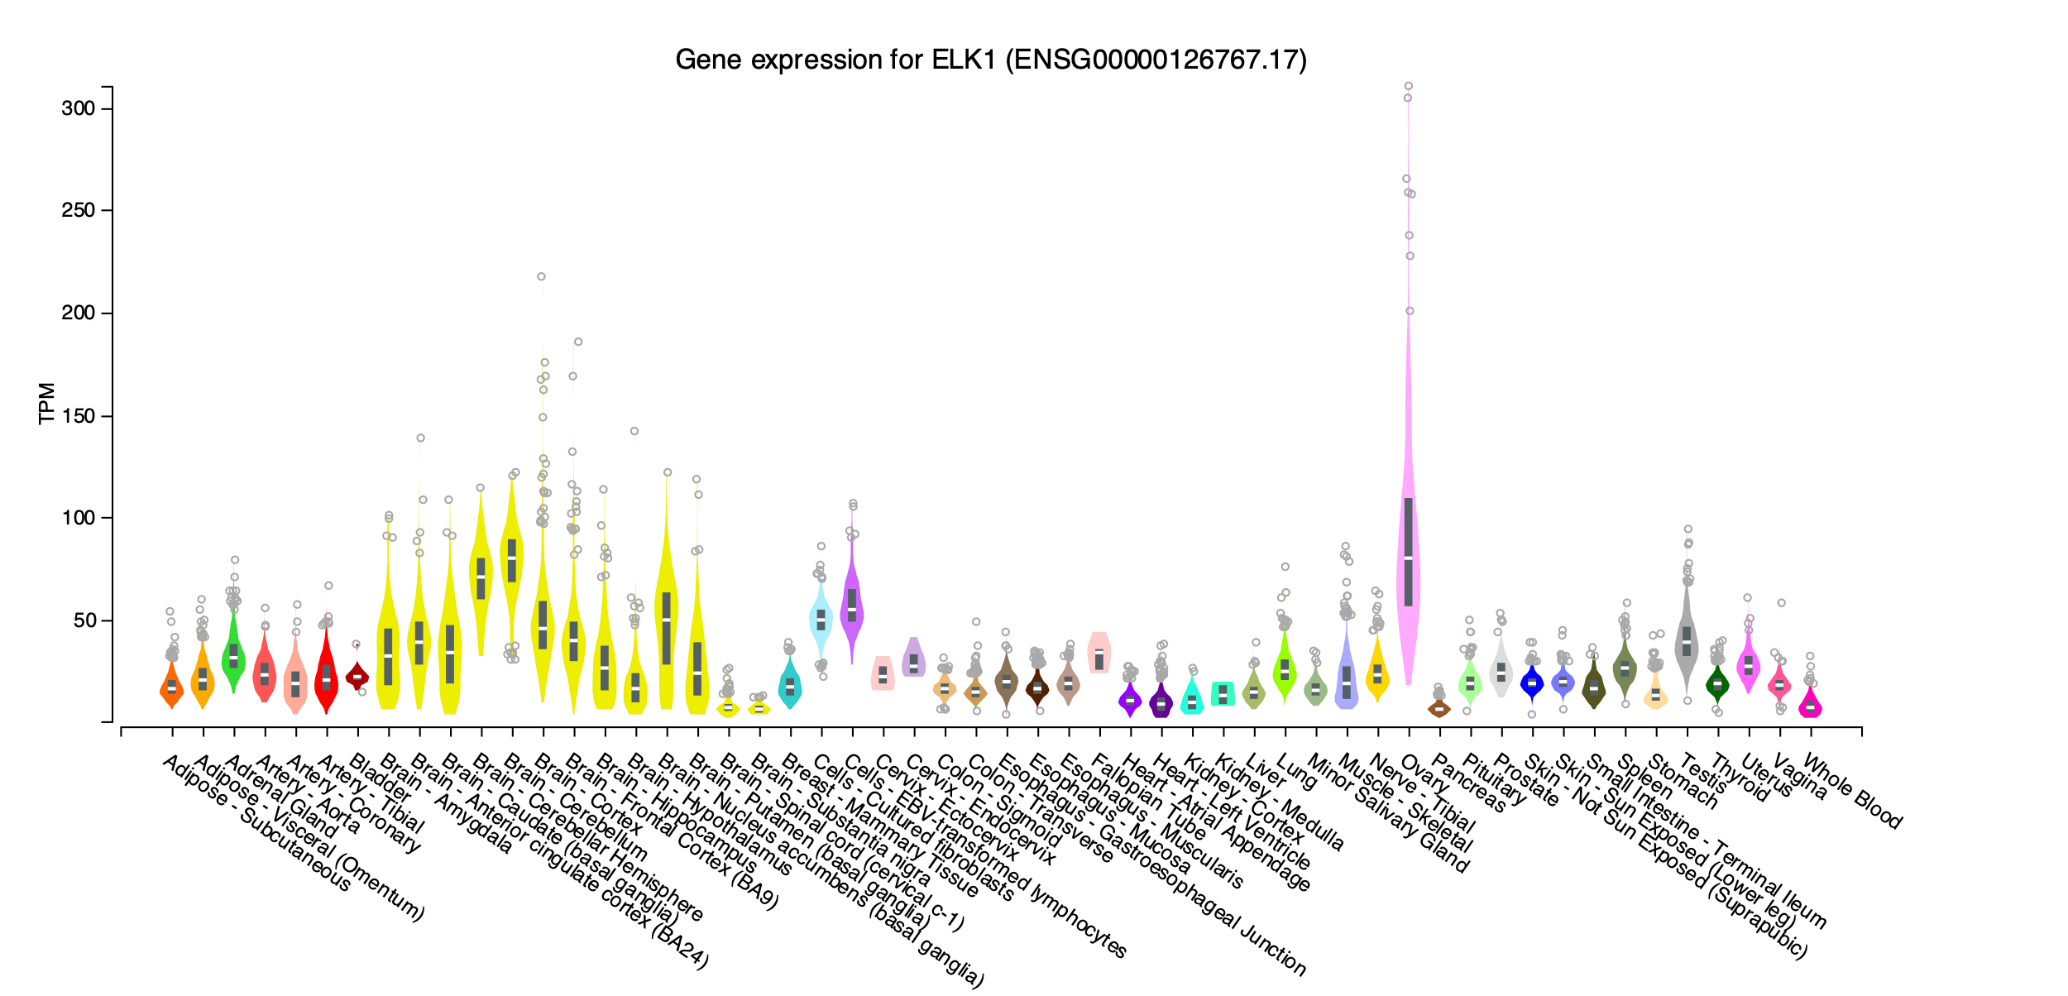 Gene expression for ELK1 (ENSG00000126767.17)
TPM
300
250
200
150
100
50
Adipose - Subcutaneous
Adipose - Visceral (Omentum)
Adrenal Gland
Artery - Aorta
Artery - Coronary
Artery - Tibial
Bladder
Brain - Amygdala
Brain - Anterior cingulate cortex (BA24)
Brain - Caudate (basal ganglia)
Brain - Cerebellar Hemisphere
Brain - Cerebellum
Brain - Cortex
Brain - Frontal Cortex (BA9)
Brain - Hippocampus
Brain - Hypothalamus
Brain - Nucleus accumbens (basal ganglia)
Brain - Putamen (basal ganglia)
Brain - Spinal cord (cervical c-1)
Brain - Substantia nigra
Breast - Mammary Tissue
Cells - Cultured fibroblasts
Cells - EBV-transformed lymphocytes
Cervix - Ectocervix
Cervix - Endocervix
Colon - Sigmoid
Colon - Transverse
Esophagus - Gastroesophageal Junction
Esophagus - Mucosa
Esophagus - Muscularis
Fallopian Tube
Heart - Atrial Appendage
Heart - Left Ventricle
Kidney - Cortex
Kidney - Medulla
Liver
Lung
Minor Salivary Gland
Muscle - Skeletal
Nerve - Tibial
Ovary
Pancreas
Pituitary
Prostate
Skin - Not Sun Exposed (Suprapubic)
Skin - Sun Exposed (Lower leg)
Small Intestine - Terminal Ileum
Spleen
Stomach
Testis
Thyroid
Uterus
Vagina
Whole Blood